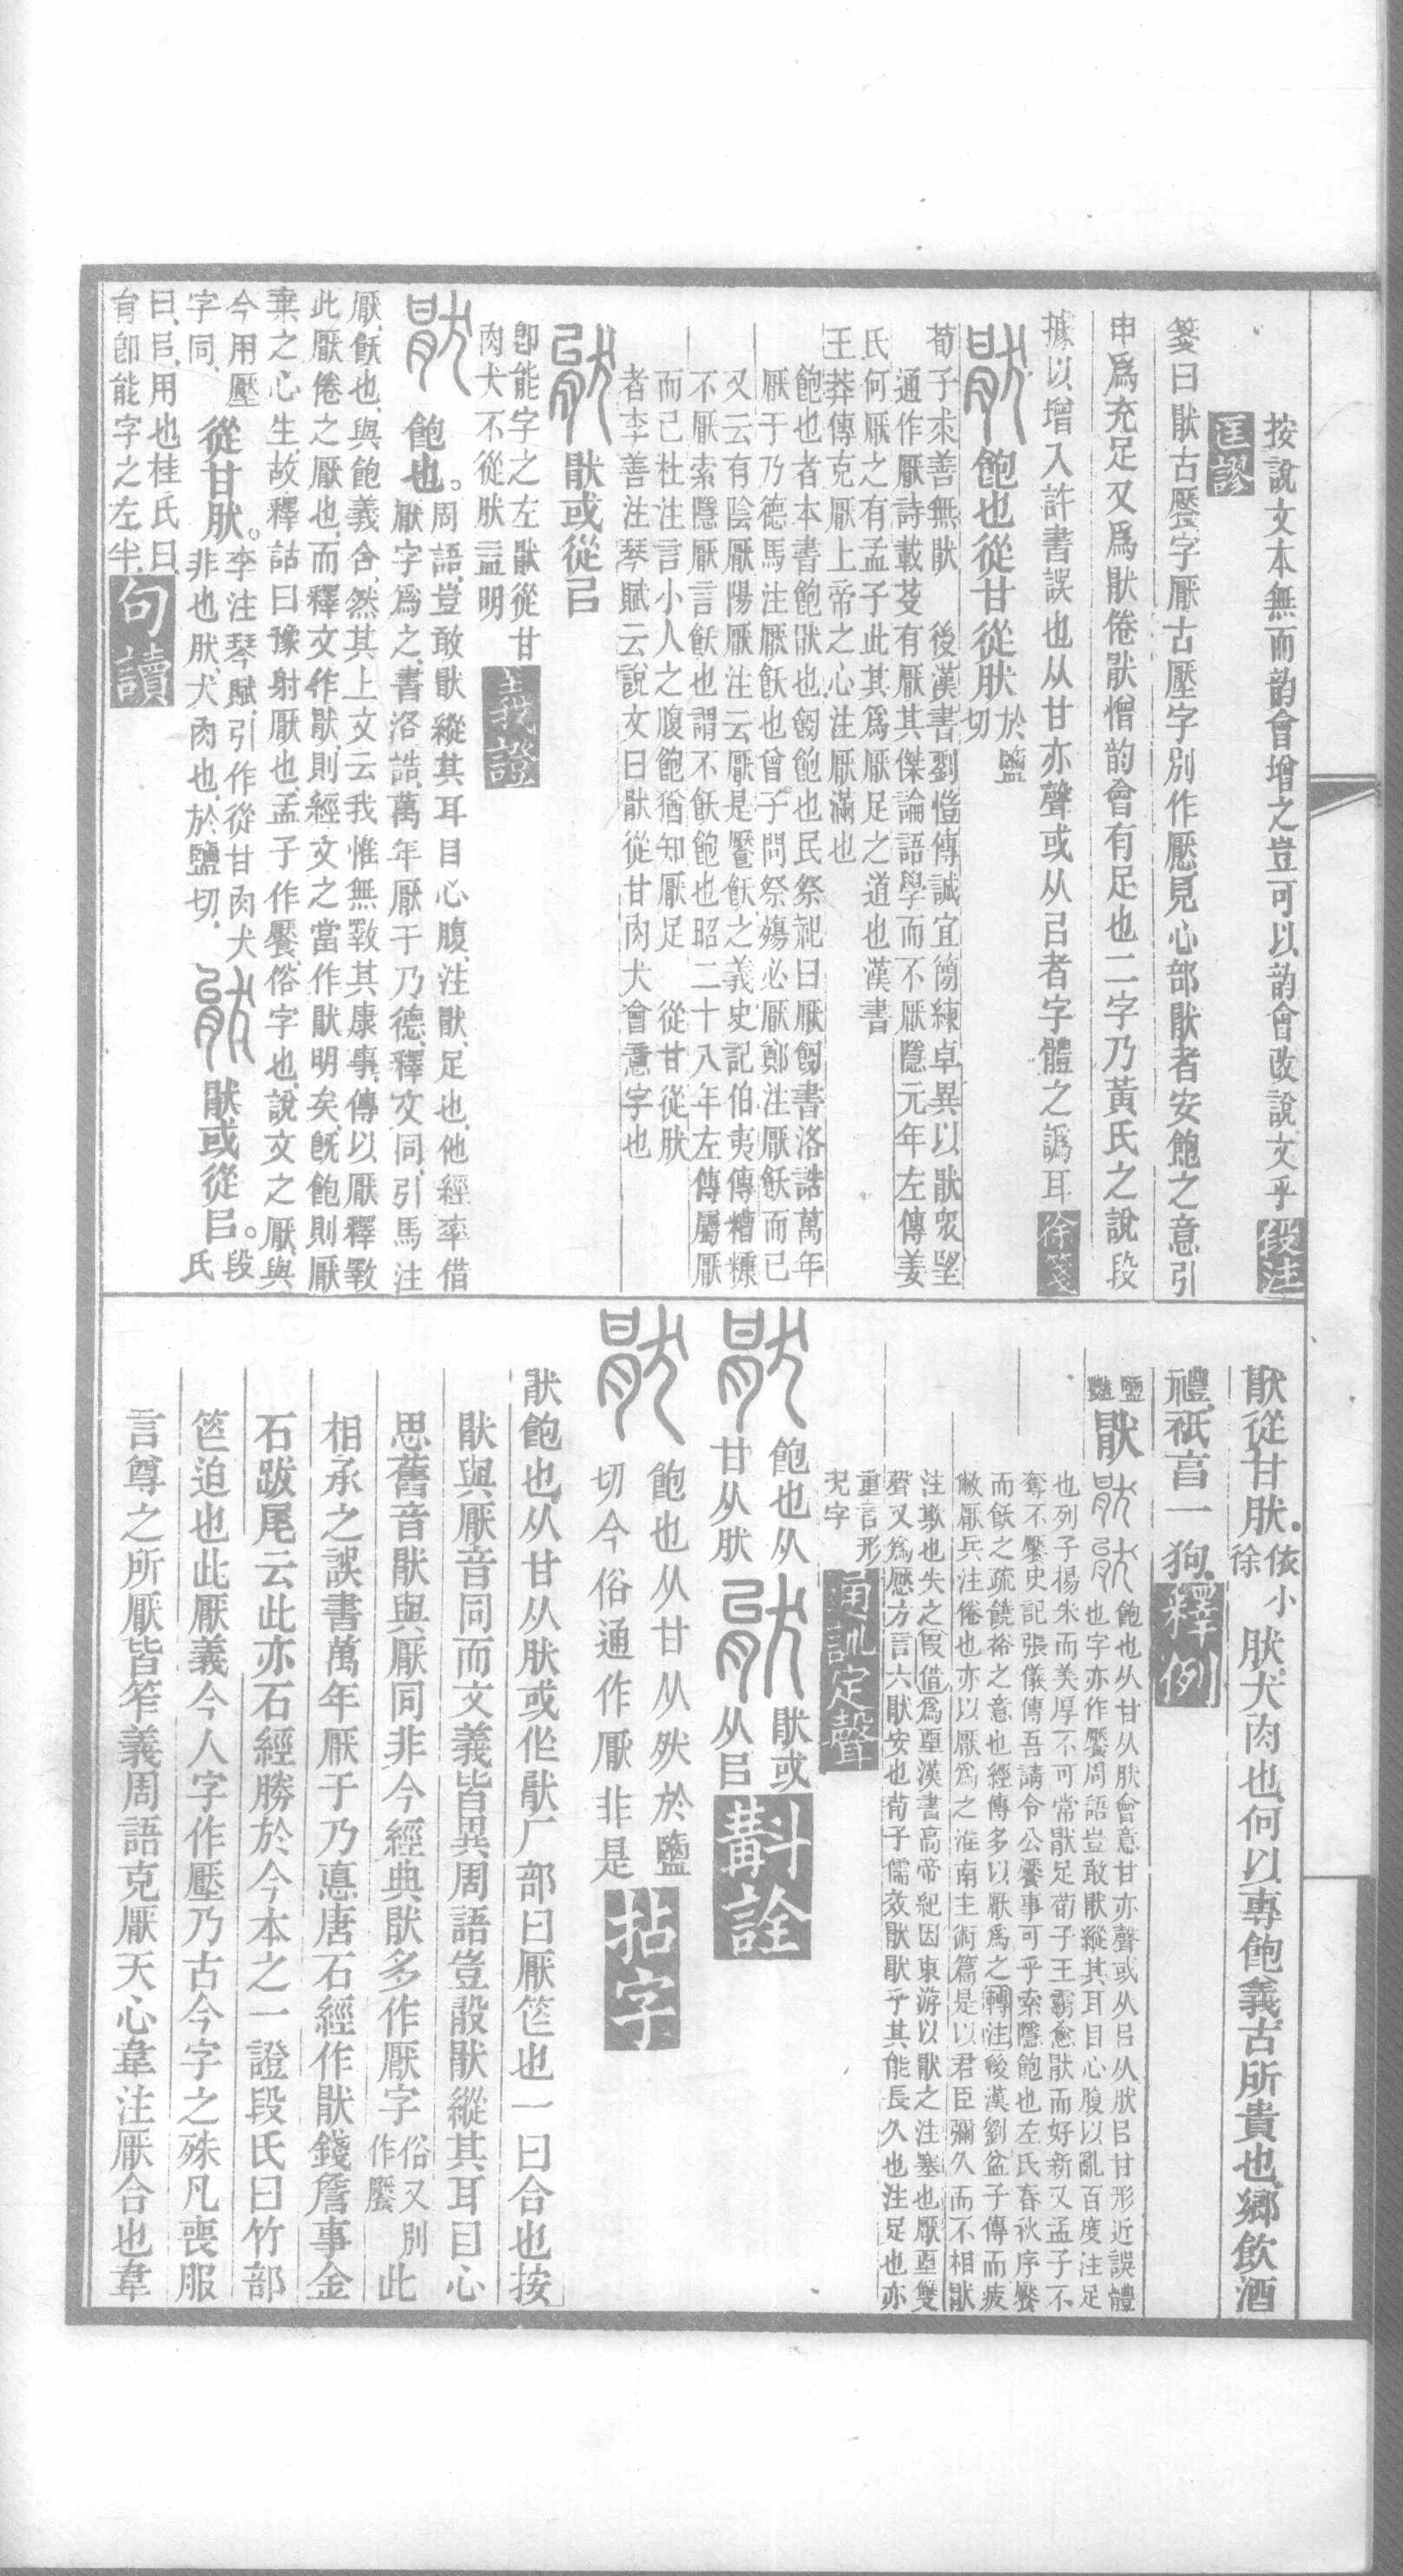 按說文本無而韵會增之豈可以韵會改說文乎段注
匡謬
箋曰猒古饜字厭古壓字別作懕見心部猒者安飽之意引
申爲充足又爲猒倦猒憎韵會有足也二字乃黃氏之說段
據以增入許書誤也从甘亦聲或从㠯者字體之譌耳徐箋
猒飽也從甘從肰於鹽切
荀子求善無猒　後漢書劉愷傳誠宜簡練卓異以猒衆望
通作厭詩載芟有厭其傑論語學而不厭隱元年左傳姜
氏何厭之有孟子此其爲厭足之道也漢書
王莽傳克厭上帝之心注厭滿也
飽也者本書飽猒也餇飽也民祭祝曰厭餇書洛誥萬年
厭于乃德馬注厭飫也曾子問祭殤必厭鄭注厭飫而已
又云有陰厭陽厭注云厭是饜飫之義史記伯夷傳糟糠
不厭索隱厭言飫也謂不飫飽也昭二十八年左傳屬厭
而已杜注言小人之腹飽猶知厭足　從甘從肰
者李善注琴賦云說文曰猒從甘肉犬會意字也
猒或從㠯
卽能字之左猒從甘
肉犬不從肰䀋明義證
猒飽也。周語豈敢猒縱其耳目心腹、注猒、足也、他經率借
厭字爲之、書洛誥、萬年厭于乃德、釋文同、引馬注
厭、飫也、與飽義合、然其上文云我惟無斁其康事、傳以厭釋斁
此厭倦之厭也、而釋文作猒、則經文之當作猒明矣、旣飽則厭
棄之心生、故釋詁曰豫射厭也、孟子作饜、俗字也、說文之厭、與
今用壓
字同、從甘肰。李注琴賦、引作從甘肉犬
非也、肰、犬肉也、於鹽切、猒或從㠯。段氏
曰、㠯、用也、桂氏曰、
肙卽能字之左半、句讀
猒從甘肰。依小徐肰、犬肉也、何以專飽義、古所貴也、鄉飲酒
禮、衹言一狗、釋例
鹽豔猒飽也从甘从肰會意甘亦聲或从㠯从肰㠯甘形近誤體
也字亦作饜周語豈敢猒縱其耳目心腹以亂百度注足
也列子楊朱而美厚不可常猒足荀子王霸愈猒而好新又孟子不
奪不饜史記張儀傳吾請令公饜事可乎索隱飽也左氏春秋序饜
而飫之疏饒裕之意也經傳多以厭爲之轉注後漢劉盆子傳而疲
敝厭兵注倦也亦以厭爲之淮南主術篇是以君臣彌久而不相猒
注欺也失之假借爲壓漢書高帝紀因東游以猒之注塞也厭壓雙
聲又爲懕方言六猒安也荀子儒效猒猒乎其能長久也注足也亦
重言形
況字通訓定聲
猒飽也从甘从肰猒猒或从㠯斠詮
猒飽也从甘从肰於鹽
切今俗通作厭非是拈字
猒飽也从甘从肰或㑅猒厂部曰厭笮也一曰合也按
猒與厭音同而文義皆異周語豈設猒縱其耳目心
思舊音猒與厭同非今經典猒多作厭字俗又別作饜此
相承之誤書萬年厭于乃悳唐石經作猒錢詹事金
石跋尾云此亦石經勝於今本之一證段氏曰竹部
笮迫也此厭義今人字作壓乃古今字之殊凡喪服
言尊之所厭皆笮義周語克厭天心韋注厭合也韋